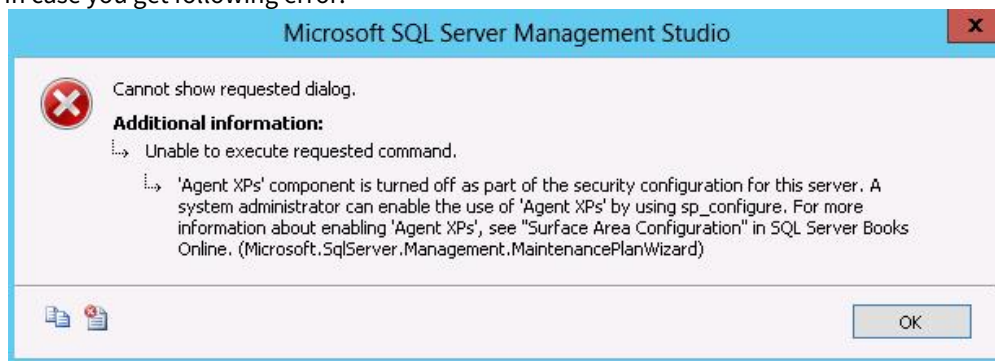 in case you get following error:
Microsoft SQL Server Management Studio
x
Cannot show requested dialog.
Additional information:
Unable to execute requested command.
'Agent XPs' component is turned off as part of the security configuration for this server. A
system administrator can enable the use of 'Agent XPs' by using sp_configure. For more
information about enabling 'Agent XPs', see "Surface Area Configuration" in SQL Server Books
Online. (Microsoft.SqlServer.Management.MaintenancePlanWizard)
OK